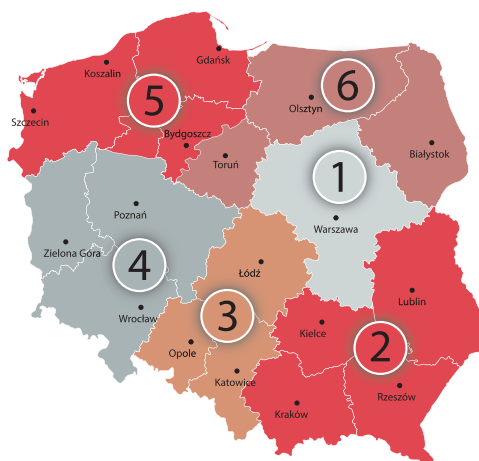 Gdańsk
Koszalin
6
5
Olsztyn
Szczecin
Bydgoszcz
Białystok
Toruń
1
Poznań
Warszawa
Zielona Góra
4
Łódź
Lublin
Wrocław
3
Kielce
2
Opole
Katowice
Rzeszów
Kraków